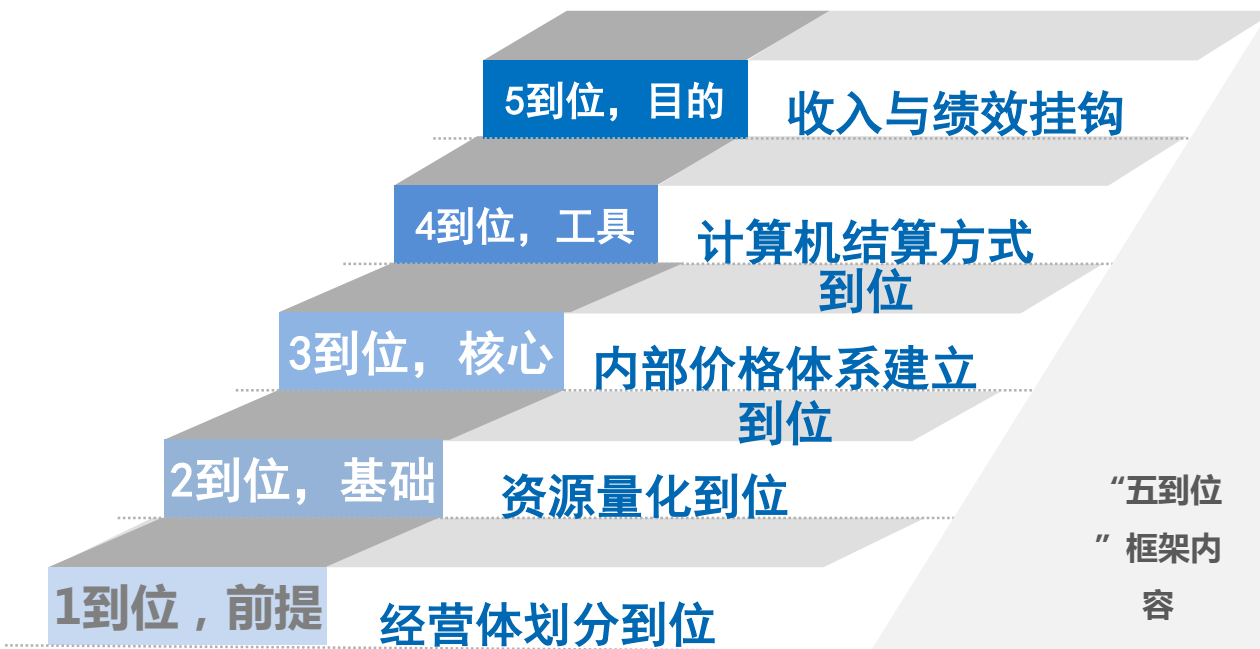 5到位，目的
收入与绩效挂钩
4到位，工具
计算机结算方式
到位
3到位，核心
内部价格体系建立
到位
2到位，基础
资源量化到位
1到位，前提
经营体划分到位
“五到位
”框架内
容